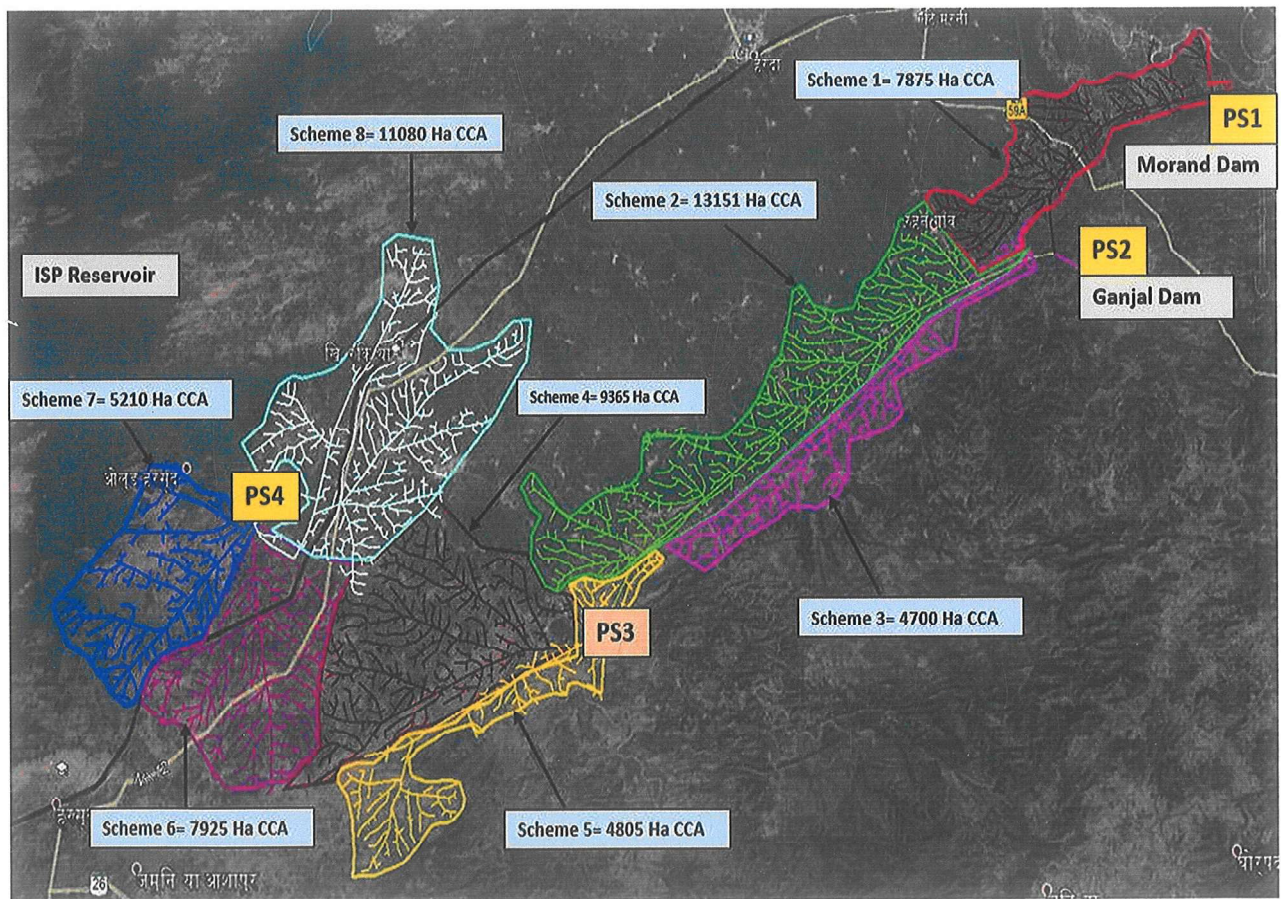 हरदा
Scheme 1= 7875 Ha CCA
59A
PS1
Scheme 8= 11080 Ha CCA
Morand Dam
Scheme 2= 13151 Ha CCA
PS2
ISP Reservoir
Ganjal Dam
Scheme 7= 5210 Ha CCA
Scheme 4= 9365 Ha CCA
PS4
Scheme 3= 4700 Ha CCA
PS3
Scheme 6= 7925 Ha CCA
Scheme 5= 4805 Ha CCA
26